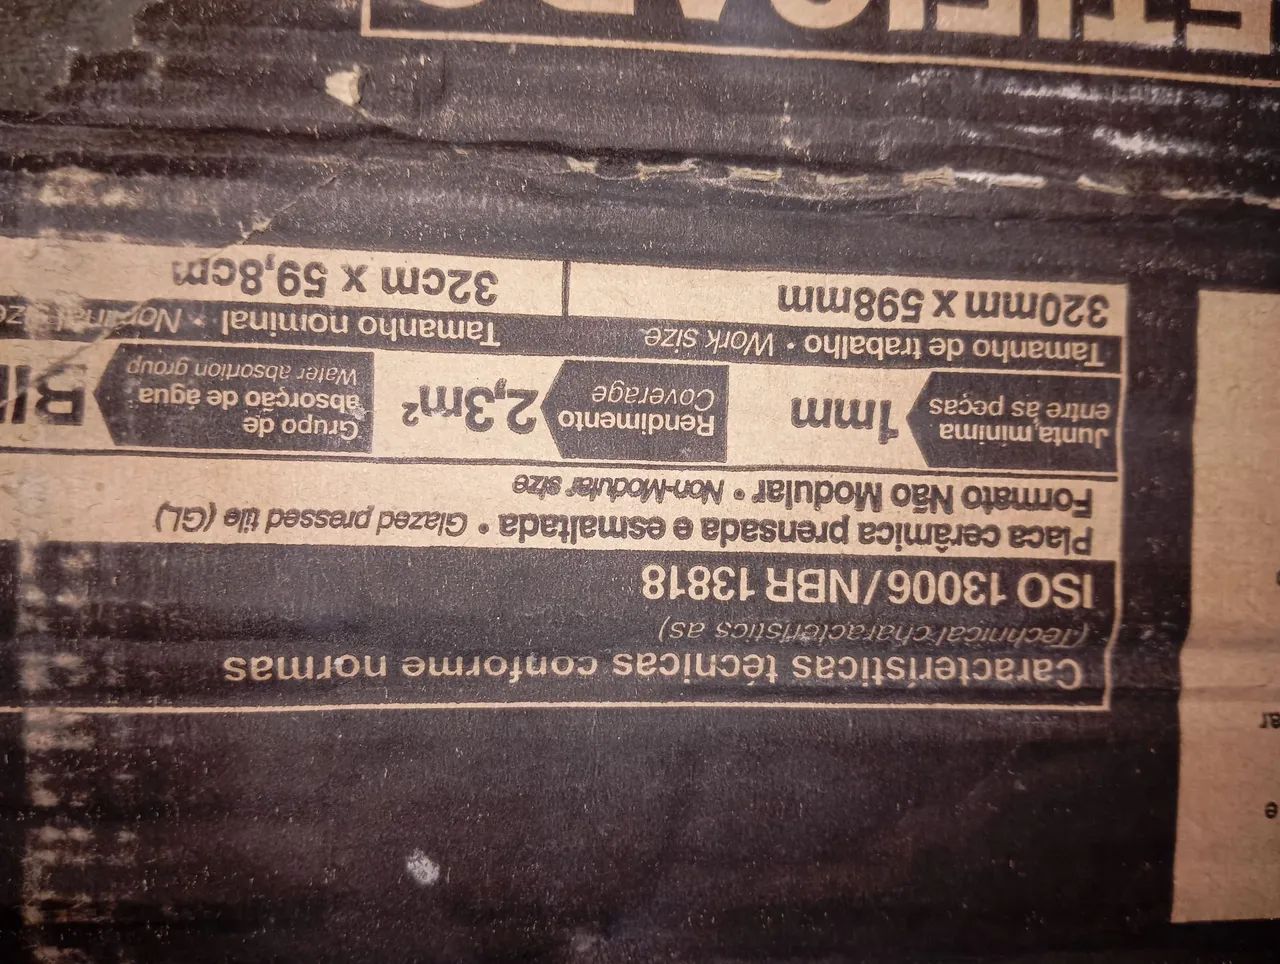 Características técnicas conforme normas
(Technical characteristics as)
ISO 13006/NBR 13818
Placa cerâmica prensada e esmaltada • Glazed pressed tile (GL)
Formato Não Modular • Non-Modular size
Junta mínima entre as peças
1mm
Rendimento
Coverage
2,3m²
Grupo de absorção de água
Water absortion group
Tamanho de trabalho • Work size
Tamanho nominal • Nominal size
320mm x 598mm
32cm x 59,8cm